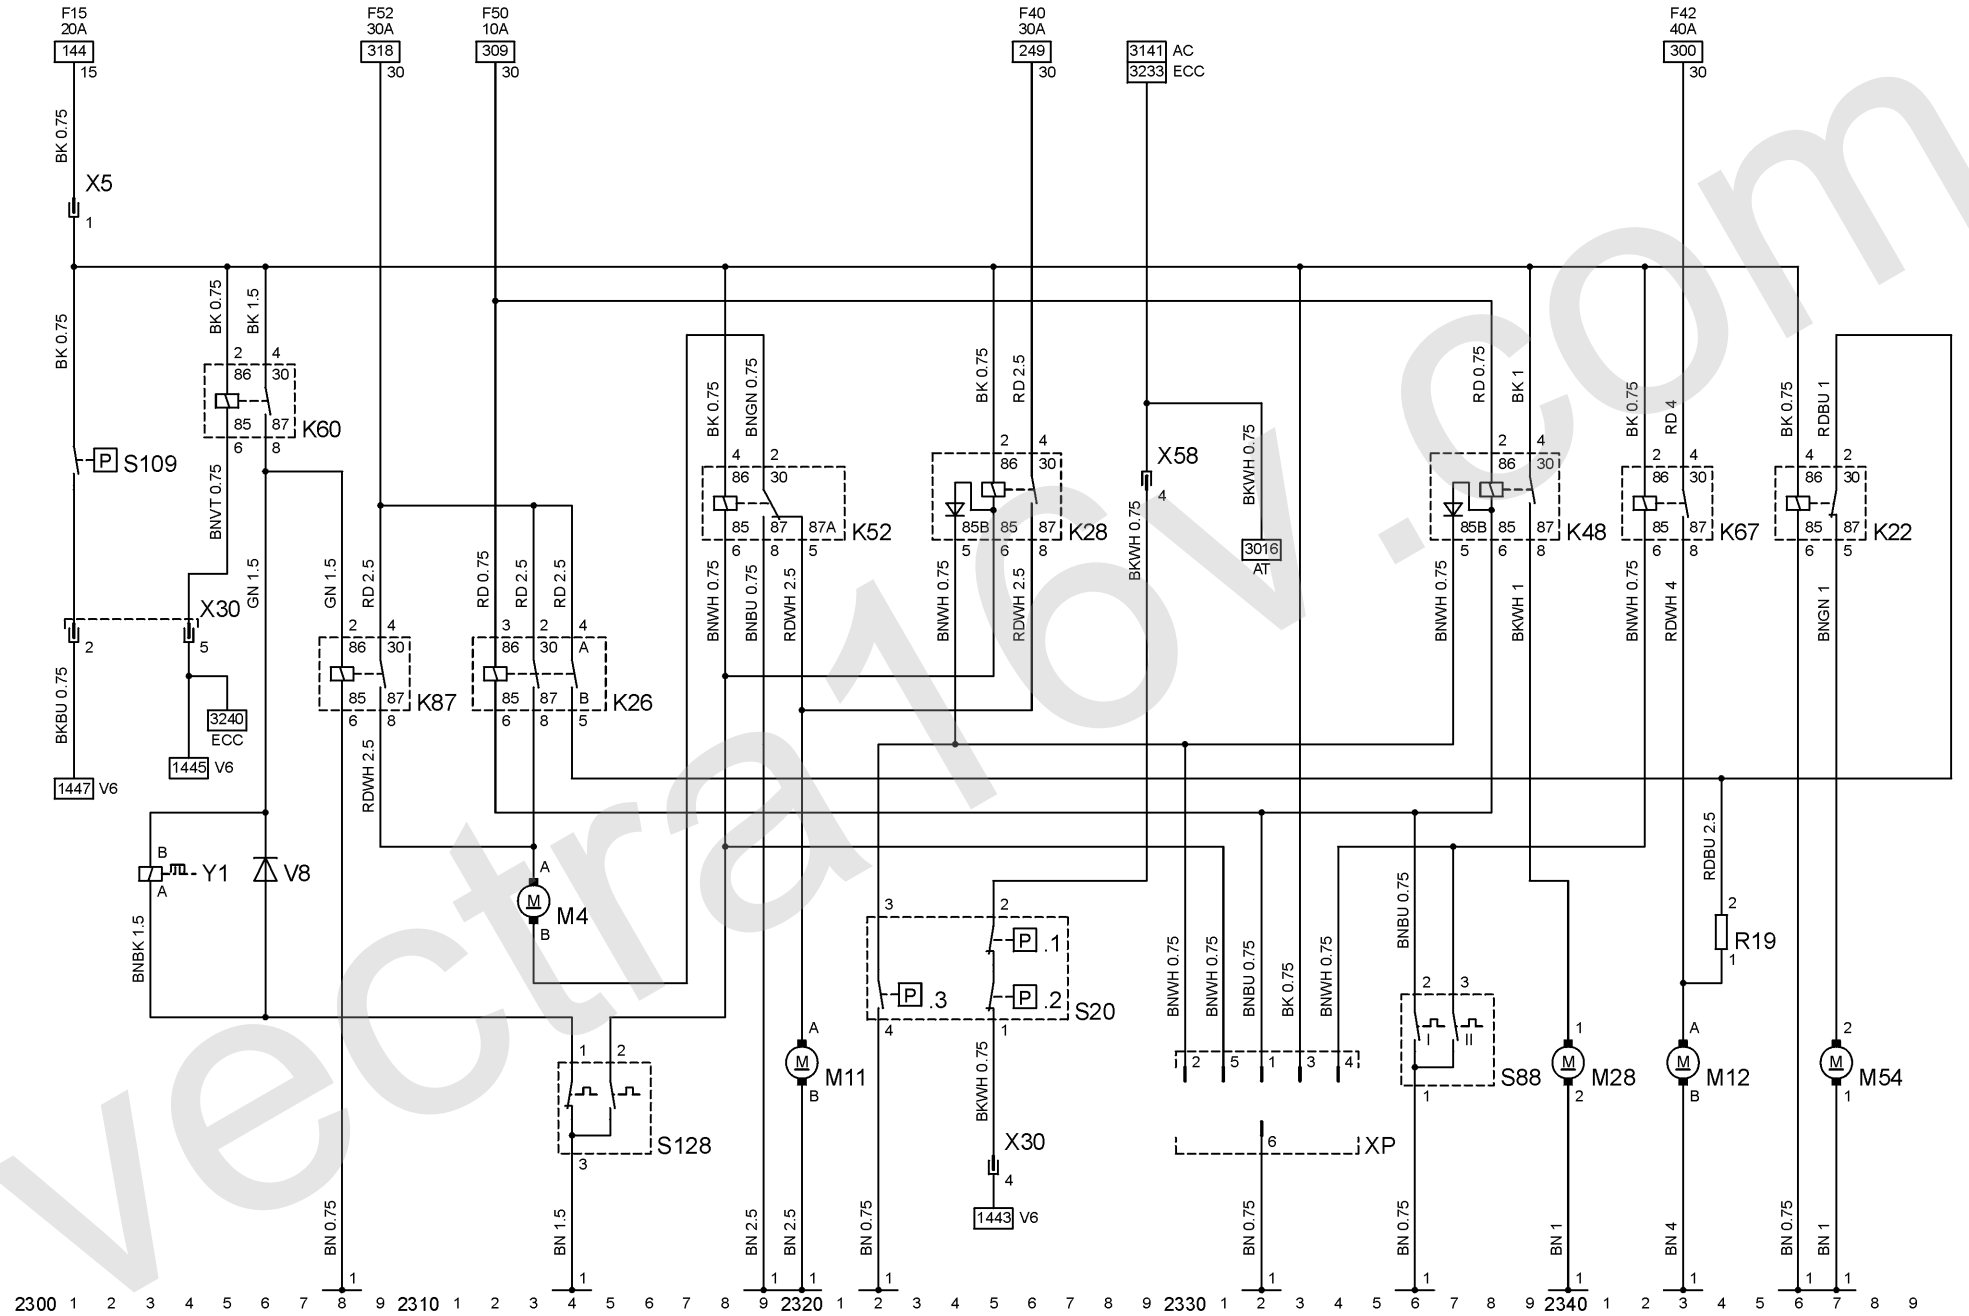 F15
20A
144
15
F52
30A
318
30
F50
10A
309
30
F40
30A
249
30
3141 AC
3233 ECC
F42
40A
300
30
BK 0.75
X5
1
BK 0.75
BK 0.75
BK 1.5
2
4
86
30
85
87
K60
6
8
P
S109
BNVT 0.75
GN 1.5
X30
2
5
BKBU 0.75
3240
ECC
1445 V6
1447 V6
GN 1.5
RD 2.5
2
4
86
30
85
87
K87
6
8
RDWH 2.5
RD 0.75
RD 2.5
RD 2.5
3
2
4
86
30
A
85
87
B
K26
6
8
5
BK 0.75
BNGN 0.75
4
2
86
30
85
87
87A
K52
6
8
5
BNWH 0.75
BNBU 0.75
RDWH 2.5
BK 0.75
RD 2.5
2
4
86
30
85B
85
87
K28
5
6
8
BNWH 0.75
RDWH 2.5
X58
4
BKWH 0.75
BKWH 0.75
3016
AT
RD 0.75
BK 1
2
4
86
30
85B
85
87
K48
5
6
8
BNWH 0.75
BKWH 1
BK 0.75
RD 4
2
4
86
30
85
87
K67
6
8
BNWH 0.75
RDWH 4
BK 0.75
RDBU 1
4
2
86
30
85
87
K22
6
5
BNGN 1
B
A
Y1
V8
BNBK 1.5
A
M
M4
B
1
2
S128
3
A
M
M11
B
3
2
P .1
P .2
P .3
S20
4
1
BKWH 0.75
X30
4
1443 V6
BNWH 0.75
BNWH 0.75
BNBU 0.75
BK 0.75
BNWH 0.75
2
5
1
3
4
6
XP
BNBU 0.75
2
3
I
II
S88
1
1
M
M28
2
RDBU 2.5
2
R19
1
A
M
M12
B
2
M
M54
1
BN 0.75
BN 1.5
BN 2.5
BN 2.5
BN 0.75
BN 0.75
BN 0.75
BN 1
BN 4
BN 0.75
BN 1
1
1
1
1
1
1
1
1
1
1
1
2300 1 2 3 4 5 6 7 8 9 2310 1 2 3 4 5 6 7 8 9 2320 1 2 3 4 5 6 7 8 9 2330 1 2 3 4 5 6 7 8 9 2340 1 2 3 4 5 6 7 8 9
vectra16v.com